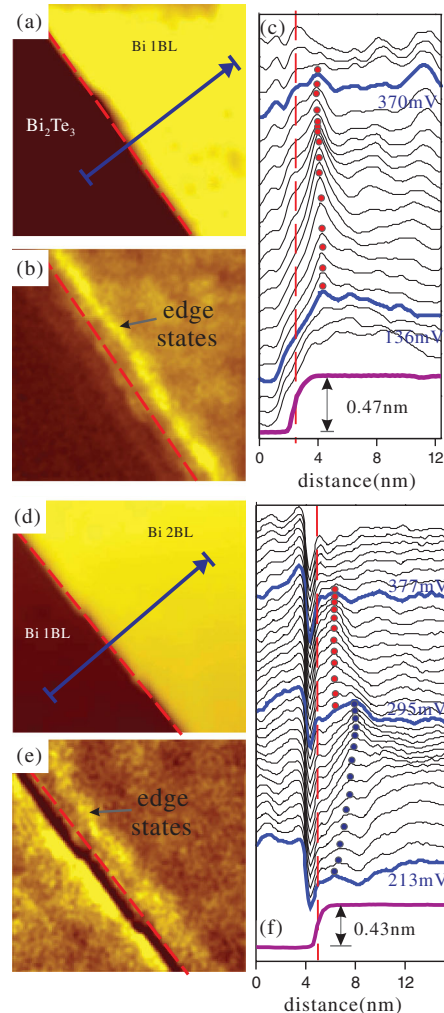 (a)
Bi 1BL
Bi₂Te₃
(b)
edge
states
(c)
370mV
136mV
0.47nm
0 4 8 12
distance(nm)
(d)
Bi 2BL
Bi 1BL
(e)
edge
states
377mV
295mV
213mV
(f)
0.43nm
0 4 8 12
distance(nm)